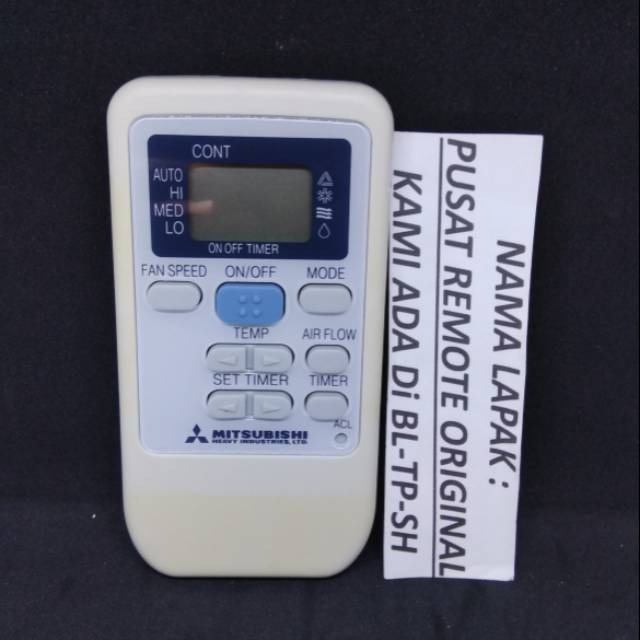 CONT
AUTO
HI
MED
LO
ON OFF TIMER
FAN SPEED
ON/OFF
MODE
TEMP
AIR FLOW
SET TIMER
TIMER
ACL
MITSUBISHI
HEAVY INDUSTRIES, LTD.
NAMA LAPAK :
PUSAT REMOTE ORIGINAL
KAMI ADA Di BL-TP-SH